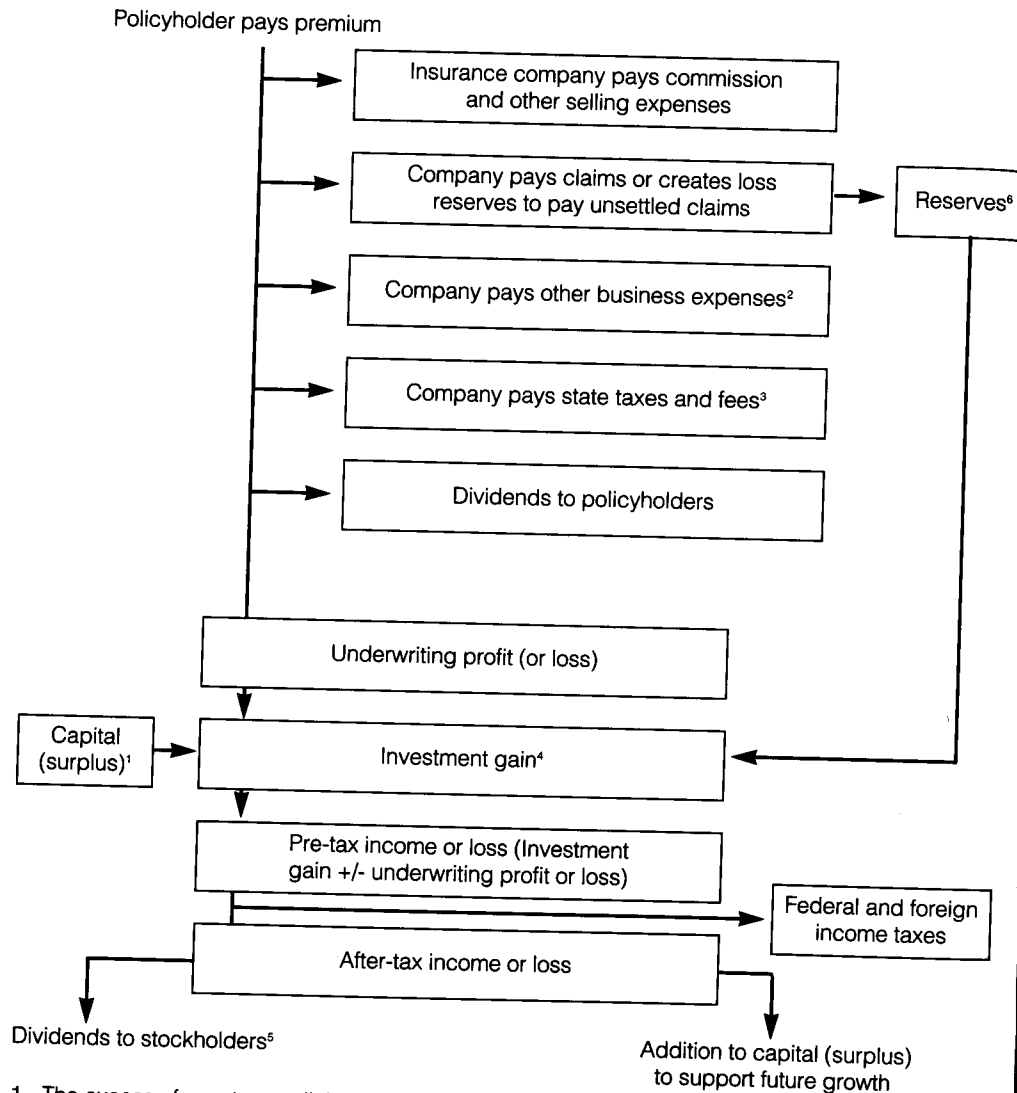 Policyholder pays premium
Insurance company pays commission
and other selling expenses
Company pays claims or creates loss
reserves to pay unsettled claims
Reserves⁶
Company pays other business expenses²
Company pays state taxes and fees³
Dividends to policyholders
Underwriting profit (or loss)
Capital
(surplus)¹
Investment gain⁴
Pre-tax income or loss (Investment
gain +/- underwriting profit or loss)
Federal and foreign
income taxes
After-tax income or loss
Dividends to stockholders⁵
Addition to capital (surplus)
to support future growth